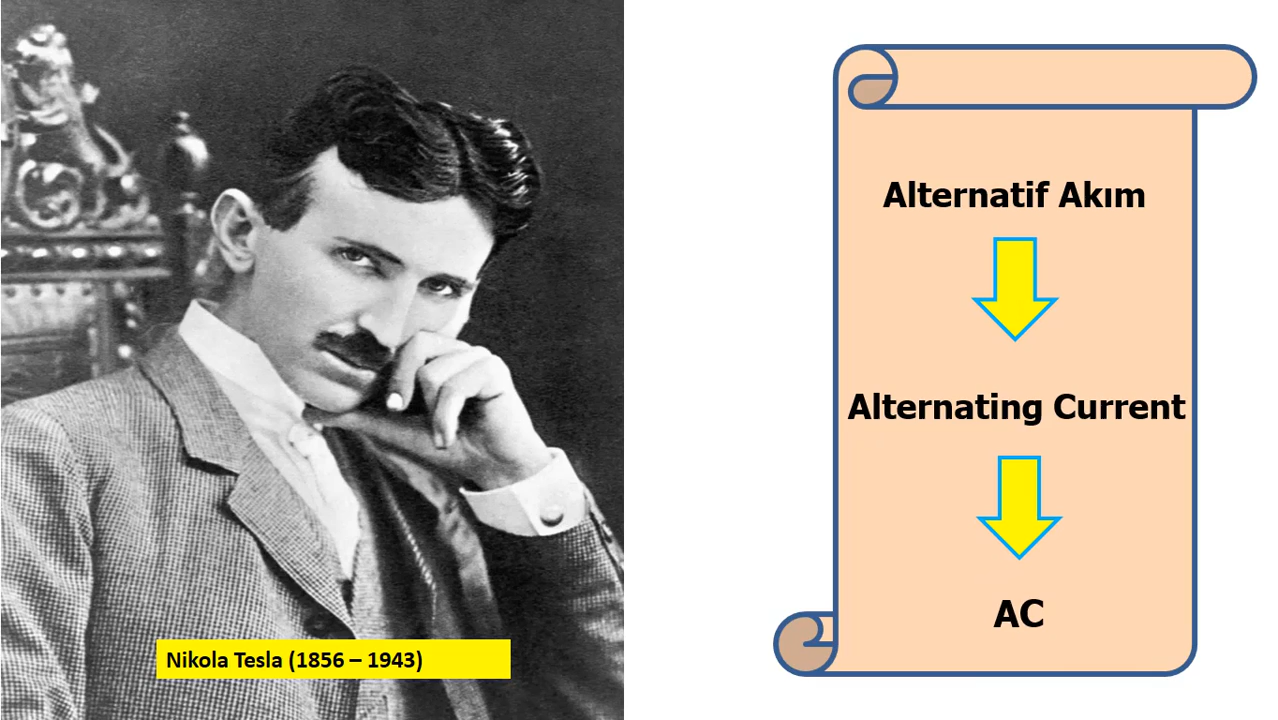 Nikola Tesla (1856 – 1943)
Alternatif Akım
Alternating Current
AC